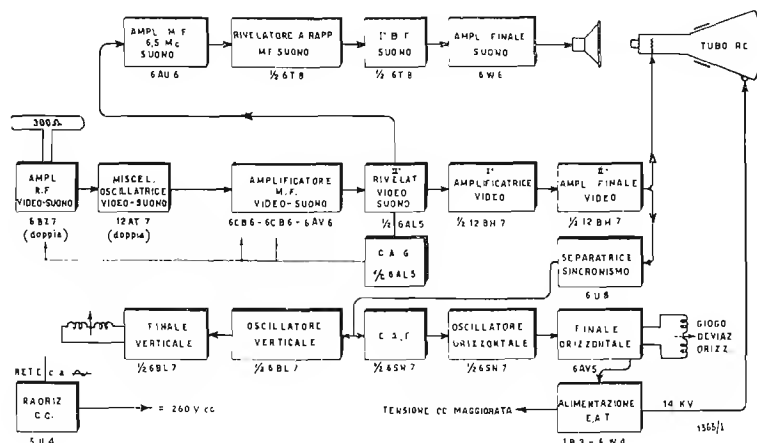 AMPL M F
6,5 Mc
SUONO
6AU6
RIVELATORE A RAPP
MF SUONO
½ 6T8
I° B F
SUONO
½ 6T8
AMPL FINALE
SUONO
6W6
TUBO RC
300Ω
AMPL
R.F
VIDEO-SUONO
6BZ7
(doppia)
MISCEL.
OSCILLATRICE
VIDEO-SUONO
12AT7
(doppia)
AMPLIFICATORE
M.F.
VIDEO-SUONO
6CB6-6CB6-6AV6
II°
RIVELAT
VIDEO
SUONO
½ 6AL5
I°
AMPLIFICATRICE
VIDEO
½ 12BH7
II°
AMPL FINALE
VIDEO
½ 12BH7
C A G
½ 6AL5
SEPARATRICE
SINCRONISMO
6U8
FINALE
VERTICALE
½ 6BL7
OSCILLATORE
VERTICALE
½ 6BL7
C.A.F
½ 6SN7
OSCILLATORE
ORIZZONTALE
½ 6SN7
FINALE
ORIZZONTALE
6AV5
GIOGO
DEVIAZ
ORIZZ
RETE C a
RADRIZ
C.C.
5U4
= 260V cc
TENSIONE CC MAGGIORATA
ALIMENTAZIONE
E.A T
1B3-6W4
14 KV
1365/1